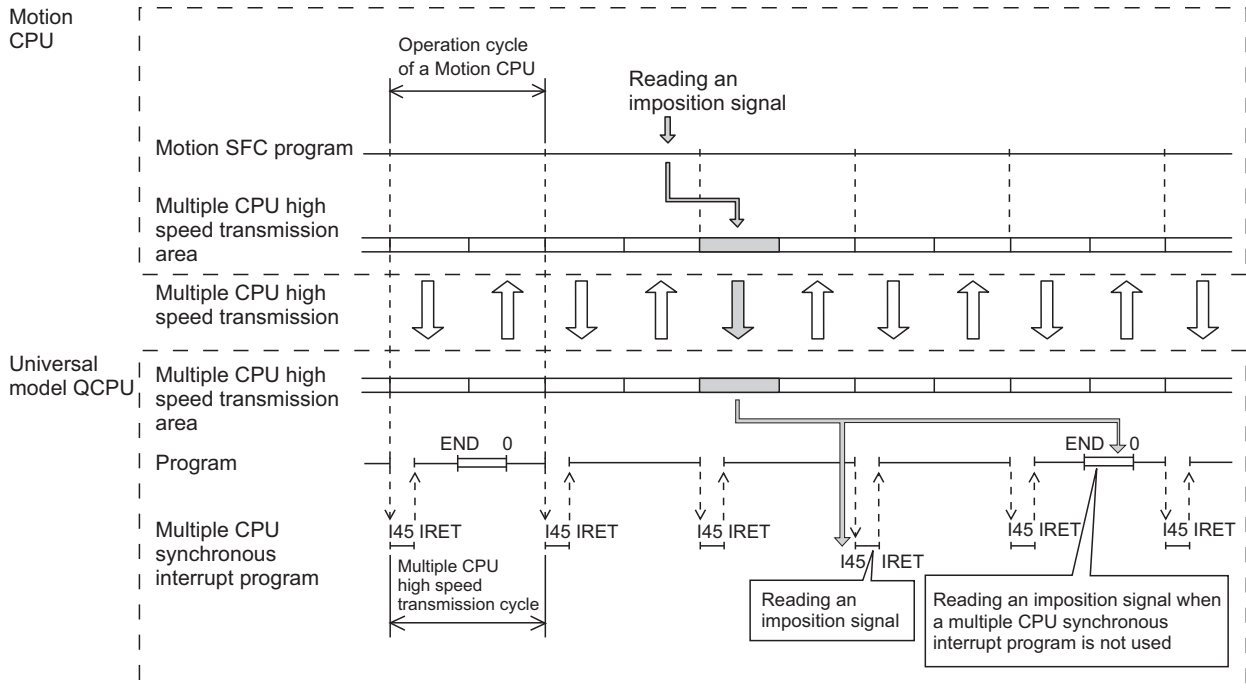 Motion
CPU
Operation cycle
of a Motion CPU
Reading an
imposition signal
Motion SFC program
Multiple CPU high
speed transmission
area
Multiple CPU high
speed transmission
Universal
model QCPU
Multiple CPU high
speed transmission
area
END 0
END 0
Program
Multiple CPU
synchronous
interrupt program
I45 IRET
I45 IRET
I45 IRET
I45 IRET
I45 IRET
I45 IRET
Multiple CPU
high speed
transmission cycle
Reading an
imposition signal
Reading an imposition signal when
a multiple CPU synchronous
interrupt program is not used